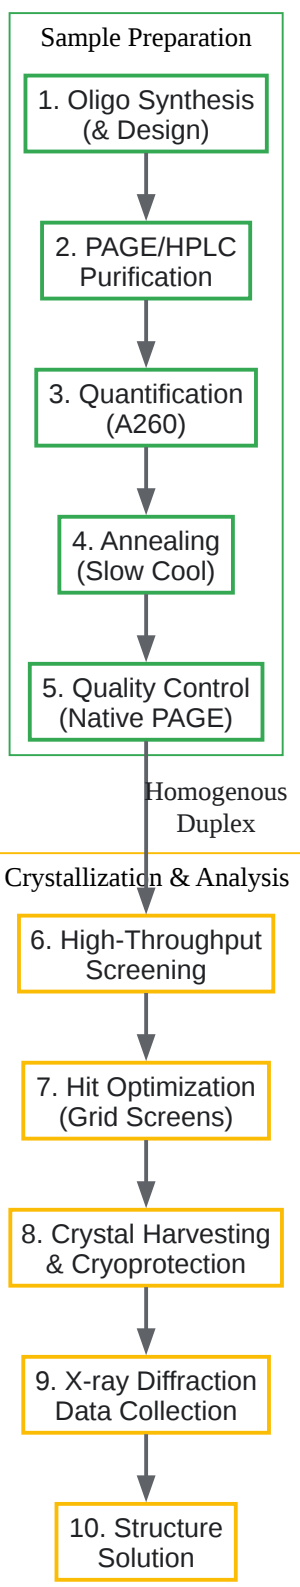 Sample Preparation
1. Oligo Synthesis
(& Design)
2. PAGE/HPLC
Purification
3. Quantification
(A260)
4. Annealing
(Slow Cool)
5. Quality Control
(Native PAGE)
Homogenous
Duplex
Crystallization & Analysis
6. High-Throughput
Screening
7. Hit Optimization
(Grid Screens)
8. Crystal Harvesting
& Cryoprotection
9. X-ray Diffraction
Data Collection
10. Structure
Solution